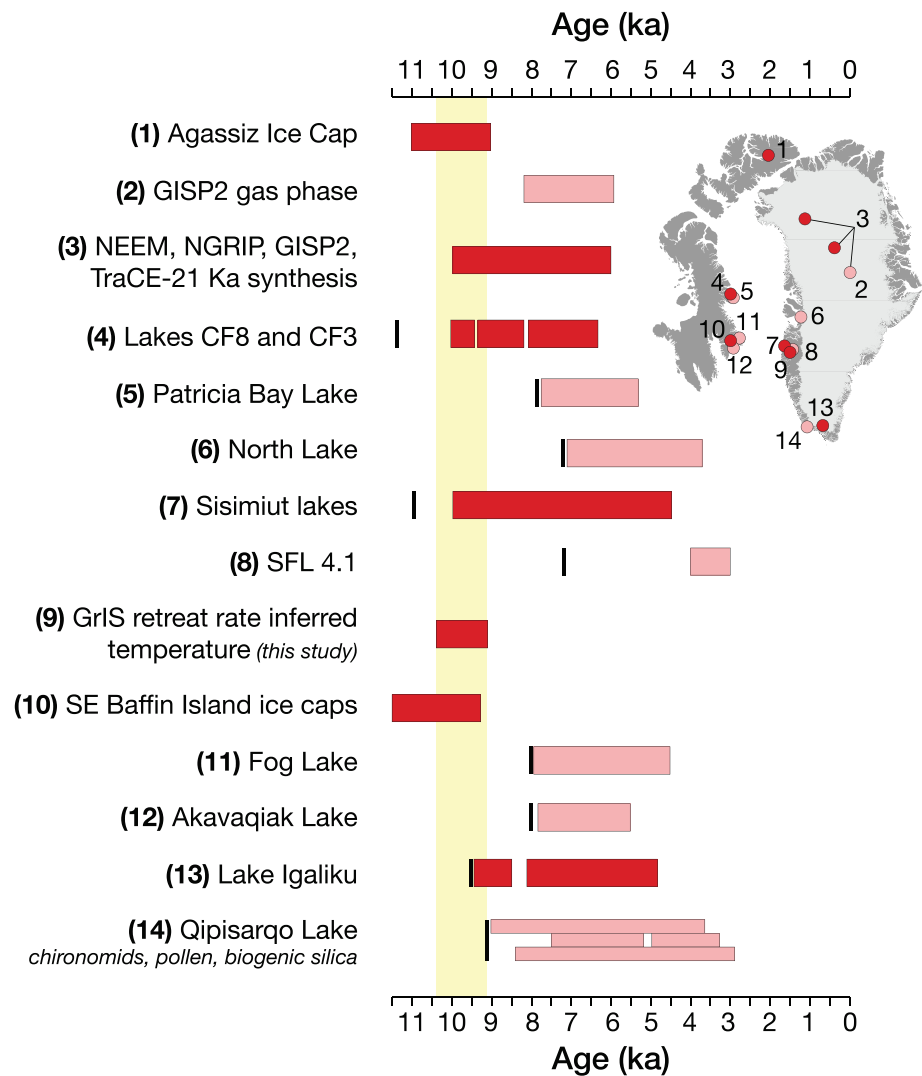 Age (ka)
11 10 9 8 7 6 5 4 3 2 1 0
(1) Agassiz Ice Cap
(2) GISP2 gas phase
(3) NEEM, NGRIP, GISP2,
TraCE-21 Ka synthesis
(4) Lakes CF8 and CF3
(5) Patricia Bay Lake
(6) North Lake
(7) Sisimiut lakes
(8) SFL 4.1
(9) GrIS retreat rate inferred
temperature (this study)
(10) SE Baffin Island ice caps
(11) Fog Lake
(12) Akavaqiak Lake
(13) Lake Igaliku
(14) Qipisarqo Lake
chironomids, pollen, biogenic silica
1
3
2
4 5
6
10 11
12
7 8
9
13
14
11 10 9 8 7 6 5 4 3 2 1 0
Age (ka)